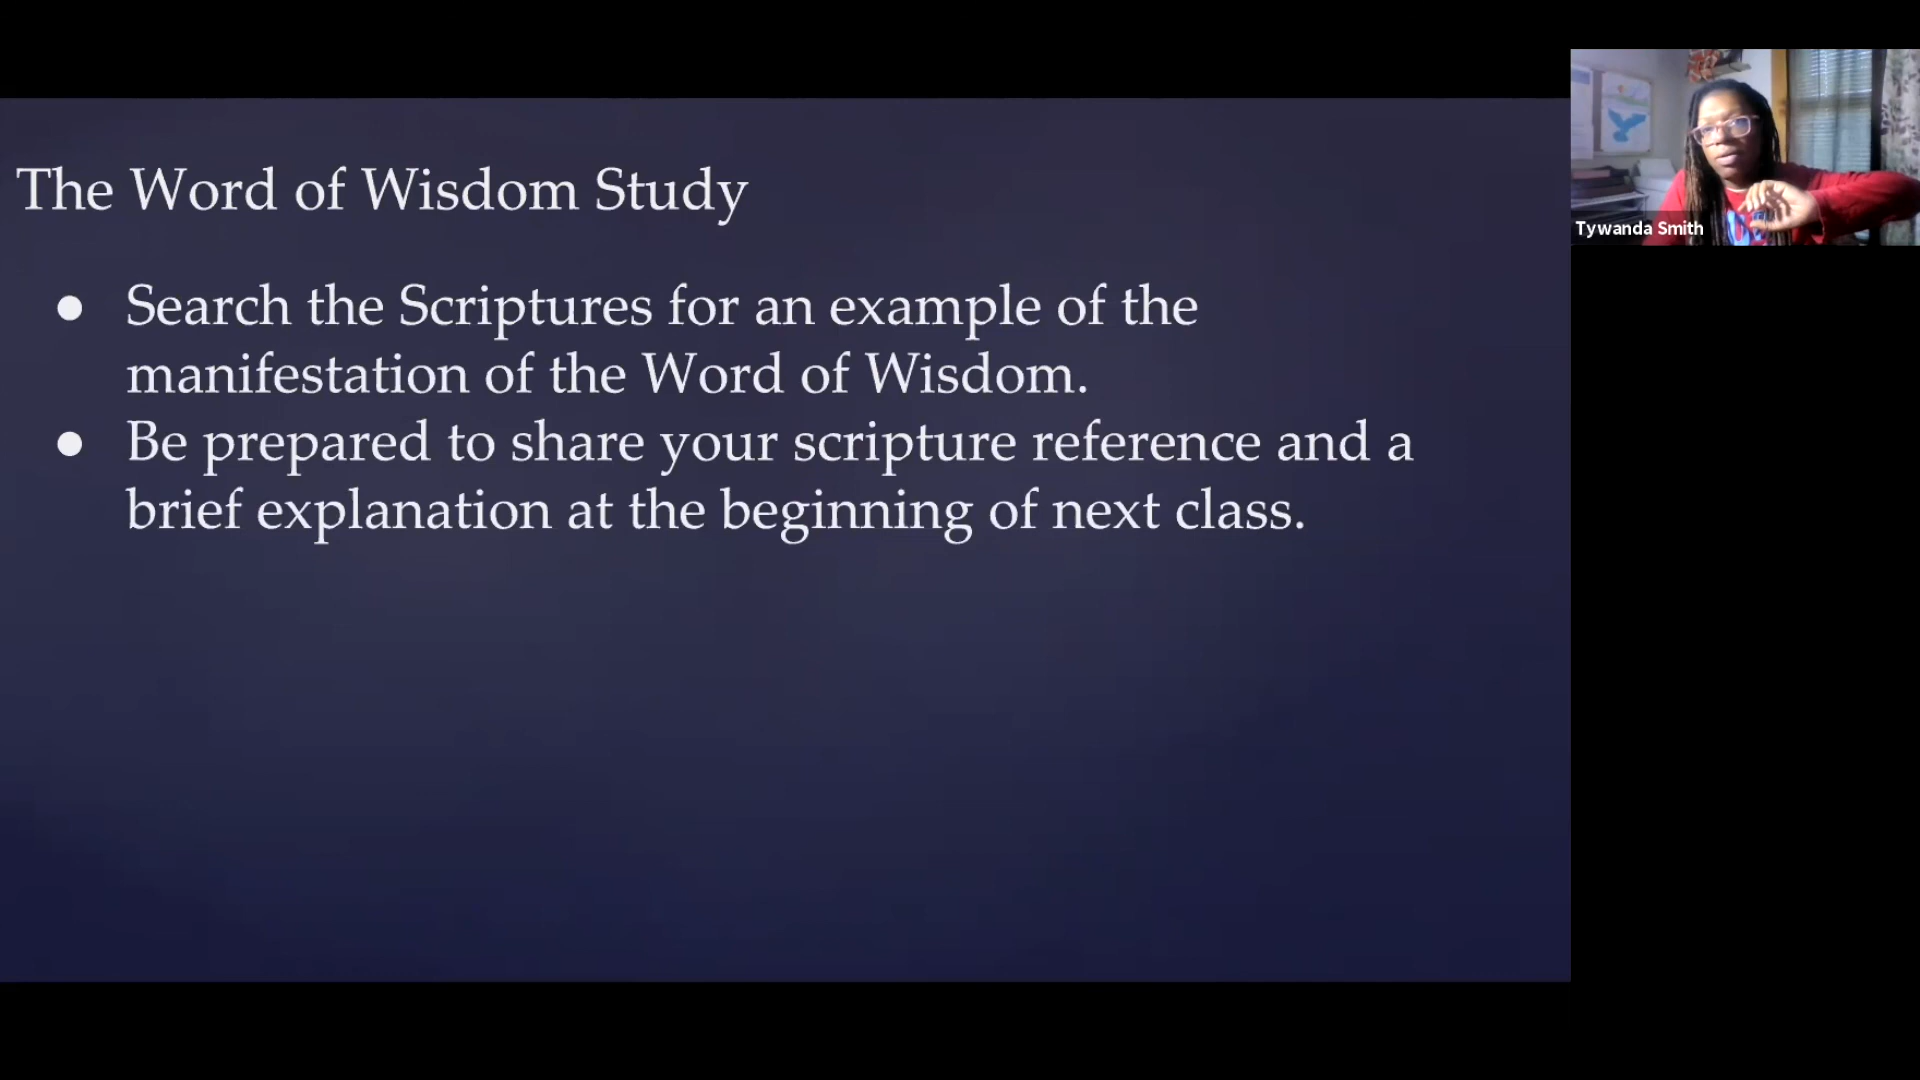 The Word of Wisdom Study
● Search the Scriptures for an example of the
manifestation of the Word of Wisdom.
● Be prepared to share your scripture reference and a
brief explanation at the beginning of next class.
Tywanda Smith